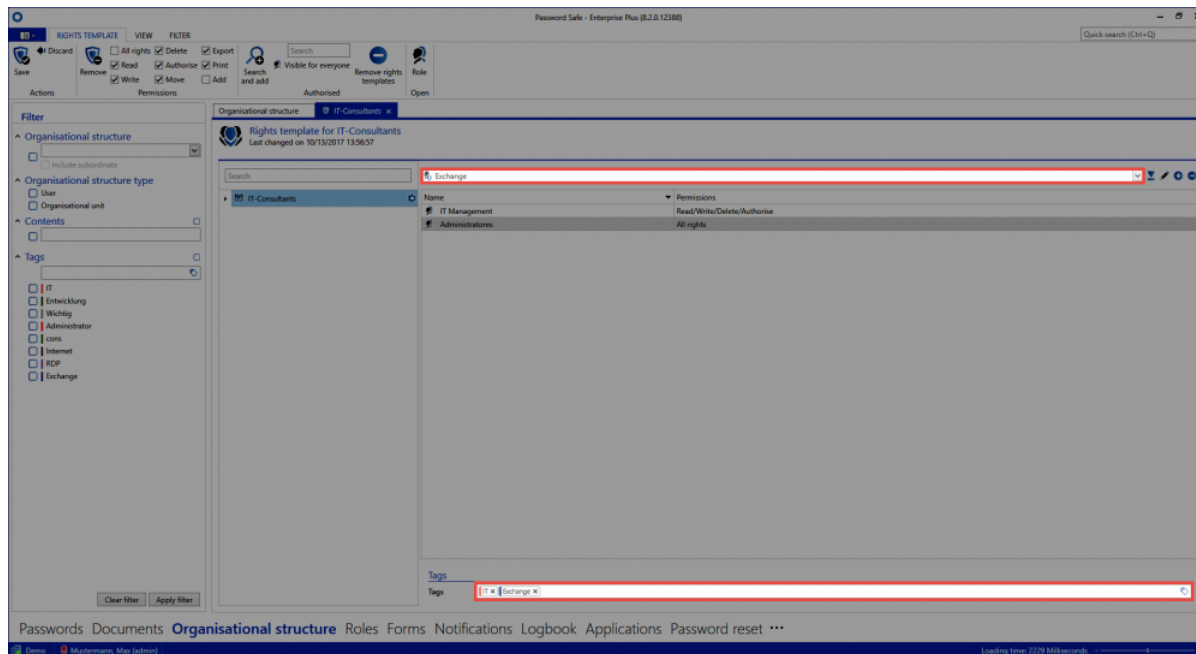 Password Safe - Enterprise Plus (8.2.0.12388)
RIGHTS TEMPLATE VIEW FILTER
Quick search (Ctrl+Q)
Save
Discard
Remove
All rights Delete Export
Read Authorise Print
Write Move Add
Search and add
Search
Visible for everyone
Remove rights templates
Role
Actions Permissions Authorised Open
Filter
Organisational structure
Include subordinate
Organisational structure type
User
Organisational unit
Contents
Tags
IT
Entwicklung
Wichtig
Administrator
cons
Internet
RDP
Exchange
Clear filter Apply filter
Organisational structure IT-Consultants
Rights template for IT-Consultants
Last changed on 10/13/2017 13:56:57
Search
IT-Consultants
Exchange
Name Permissions
IT Management Read/Write/Delete/Authorise
Administratores All rights
Tags
Tags IT Exchange
Passwords Documents Organisational structure Roles Forms Notifications Logbook Applications Password reset ···
Demo Mustermann, Max (admin) Loading time: 2229 Milliseconds